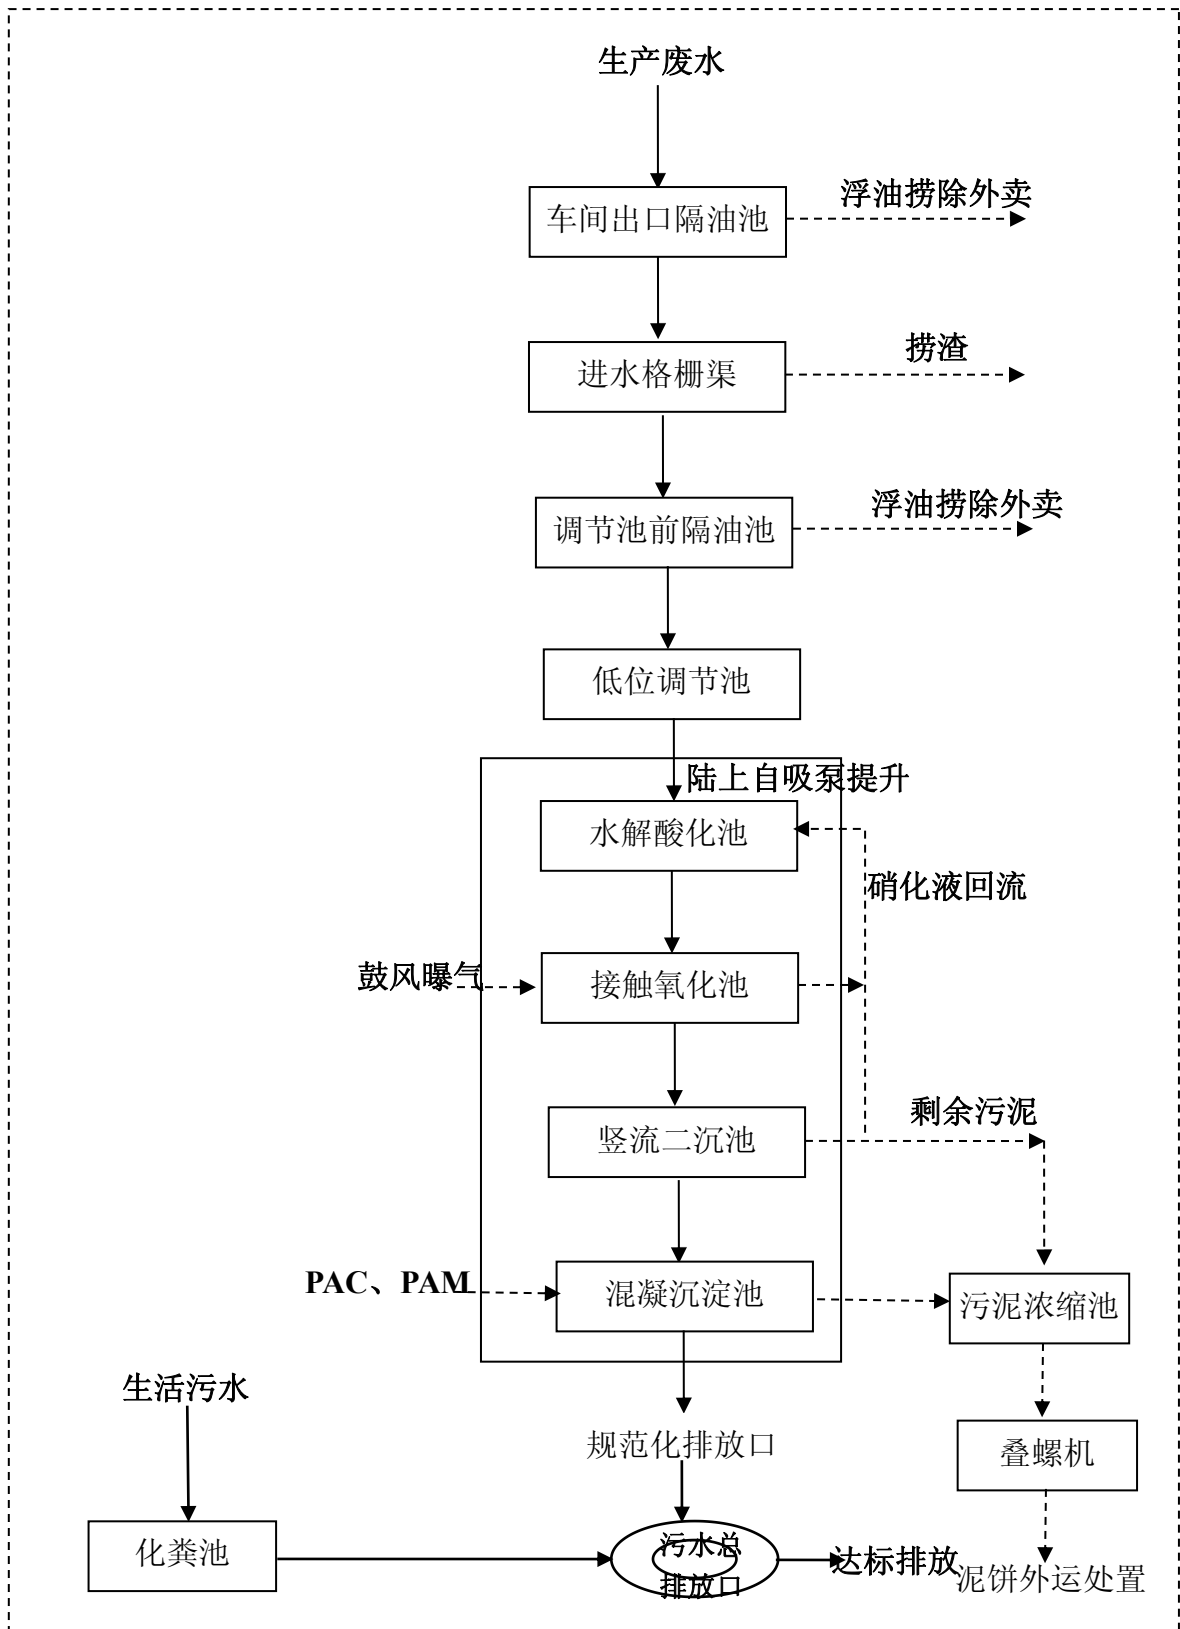 生产废水
浮油捞除外卖
车间出口隔油池
捞渣
进水格栅渠
浮油捞除外卖
调节池前隔油池
低位调节池
陆上自吸泵提升
水解酸化池
硝化液回流
鼓风曝气
接触氧化池
剩余污泥
竖流二沉池
PAC、PAM
混凝沉淀池
污泥浓缩池
生活污水
规范化排放口
叠螺机
化粪池
污水总
排放口
达标排放
泥饼外运处置